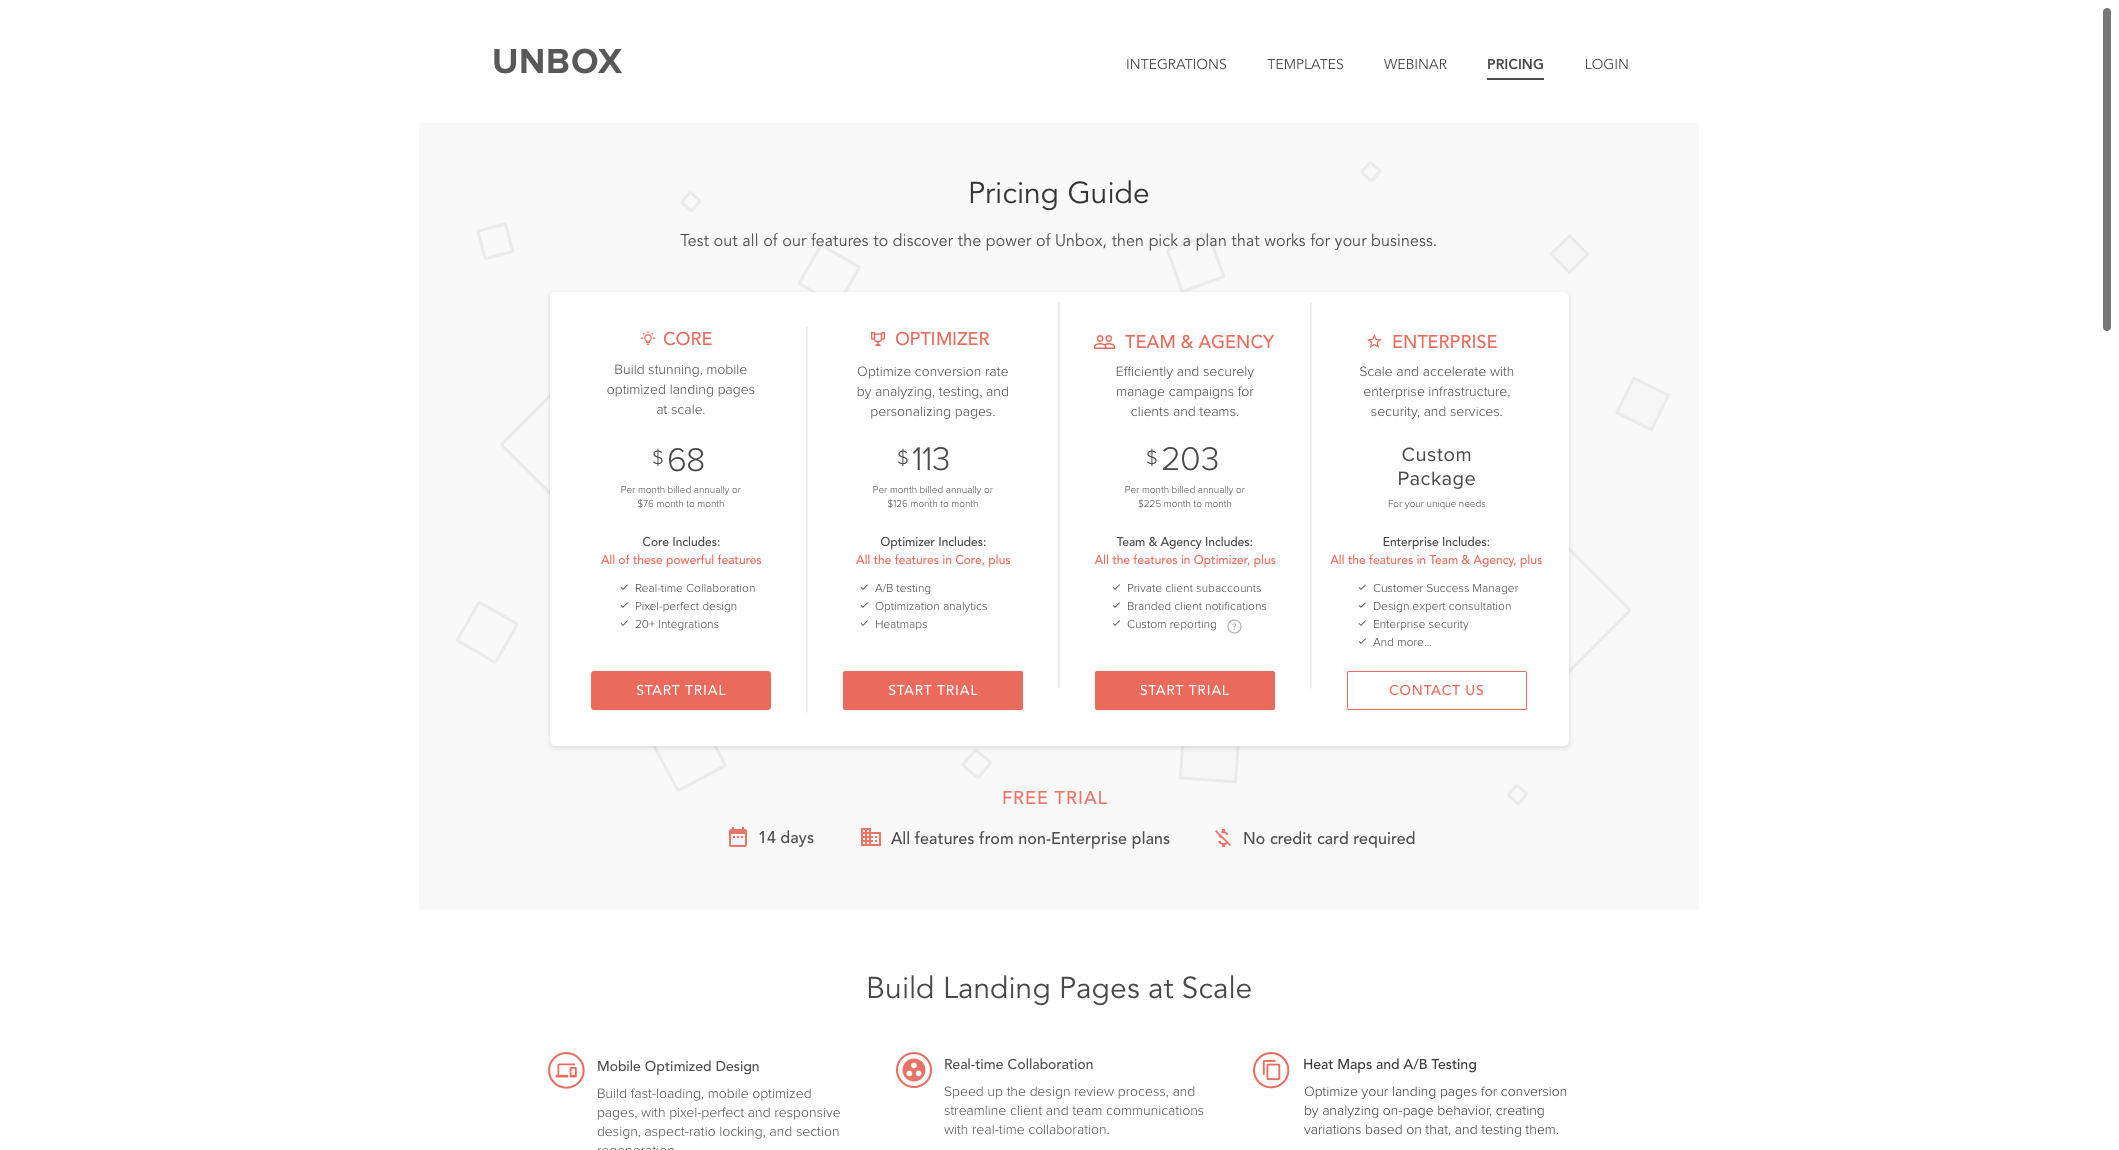 UNBOX
INTEGRATIONS
TEMPLATES
WEBINAR
PRICING
LOGIN
Pricing Guide
Test out all of our features to discover the power of Unbox, then pick a plan that works for your business.
CORE
Build stunning, mobile
optimized landing pages
at scale.
$ 68
Per month billed annually or
$76 month to month
Core Includes:
All of these powerful features
Real-time Collaboration
Pixel-perfect design
20+ Integrations
START TRIAL
OPTIMIZER
Optimize conversion rate
by analyzing, testing, and
personalizing pages.
$ 113
Per month billed annually or
$126 month to month
Optimizer Includes:
All the features in Core, plus
A/B testing
Optimization analytics
Heatmaps
START TRIAL
TEAM & AGENCY
Efficiently and securely
manage campaigns for
clients and teams.
$ 203
Per month billed annually or
$225 month to month
Team & Agency Includes:
All the features in Optimizer, plus
Private client subaccounts
Branded client notifications
Custom reporting ?
START TRIAL
ENTERPRISE
Scale and accelerate with
enterprise infrastructure,
security, and services.
Custom
Package
For your unique needs
Enterprise Includes:
All the features in Team & Agency, plus
Customer Success Manager
Design expert consultation
Enterprise security
And more...
CONTACT US
FREE TRIAL
14 days
All features from non-Enterprise plans
No credit card required
Build Landing Pages at Scale
Mobile Optimized Design
Build fast-loading, mobile optimized
pages, with pixel-perfect and responsive
design, aspect-ratio locking, and section
Real-time Collaboration
Speed up the design review process, and
streamline client and team communications
with real-time collaboration.
Heat Maps and A/B Testing
Optimize your landing pages for conversion
by analyzing on-page behavior, creating
variations based on that, and testing them.